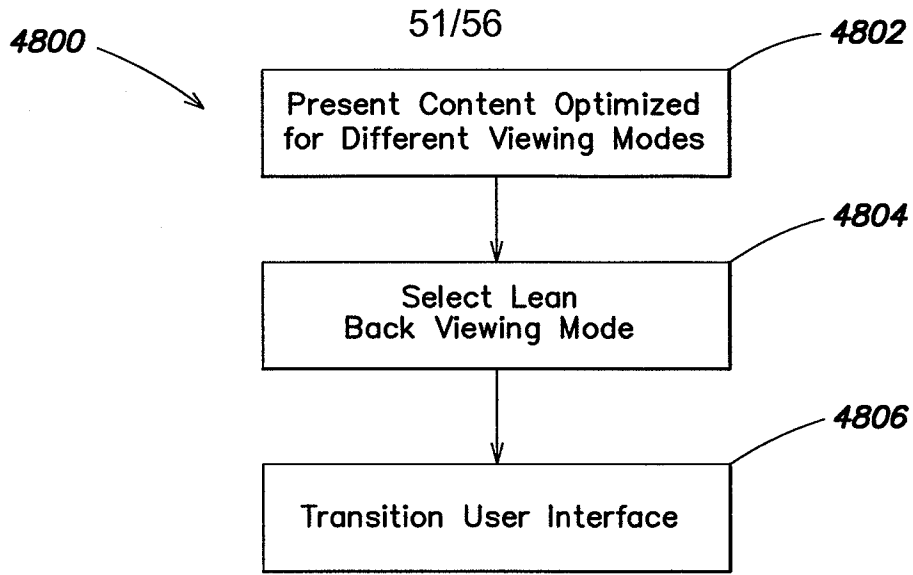 51/56
4800
4802
Present Content Optimized
for Different Viewing Modes
4804
Select Lean
Back Viewing Mode
4806
Transition User Interface